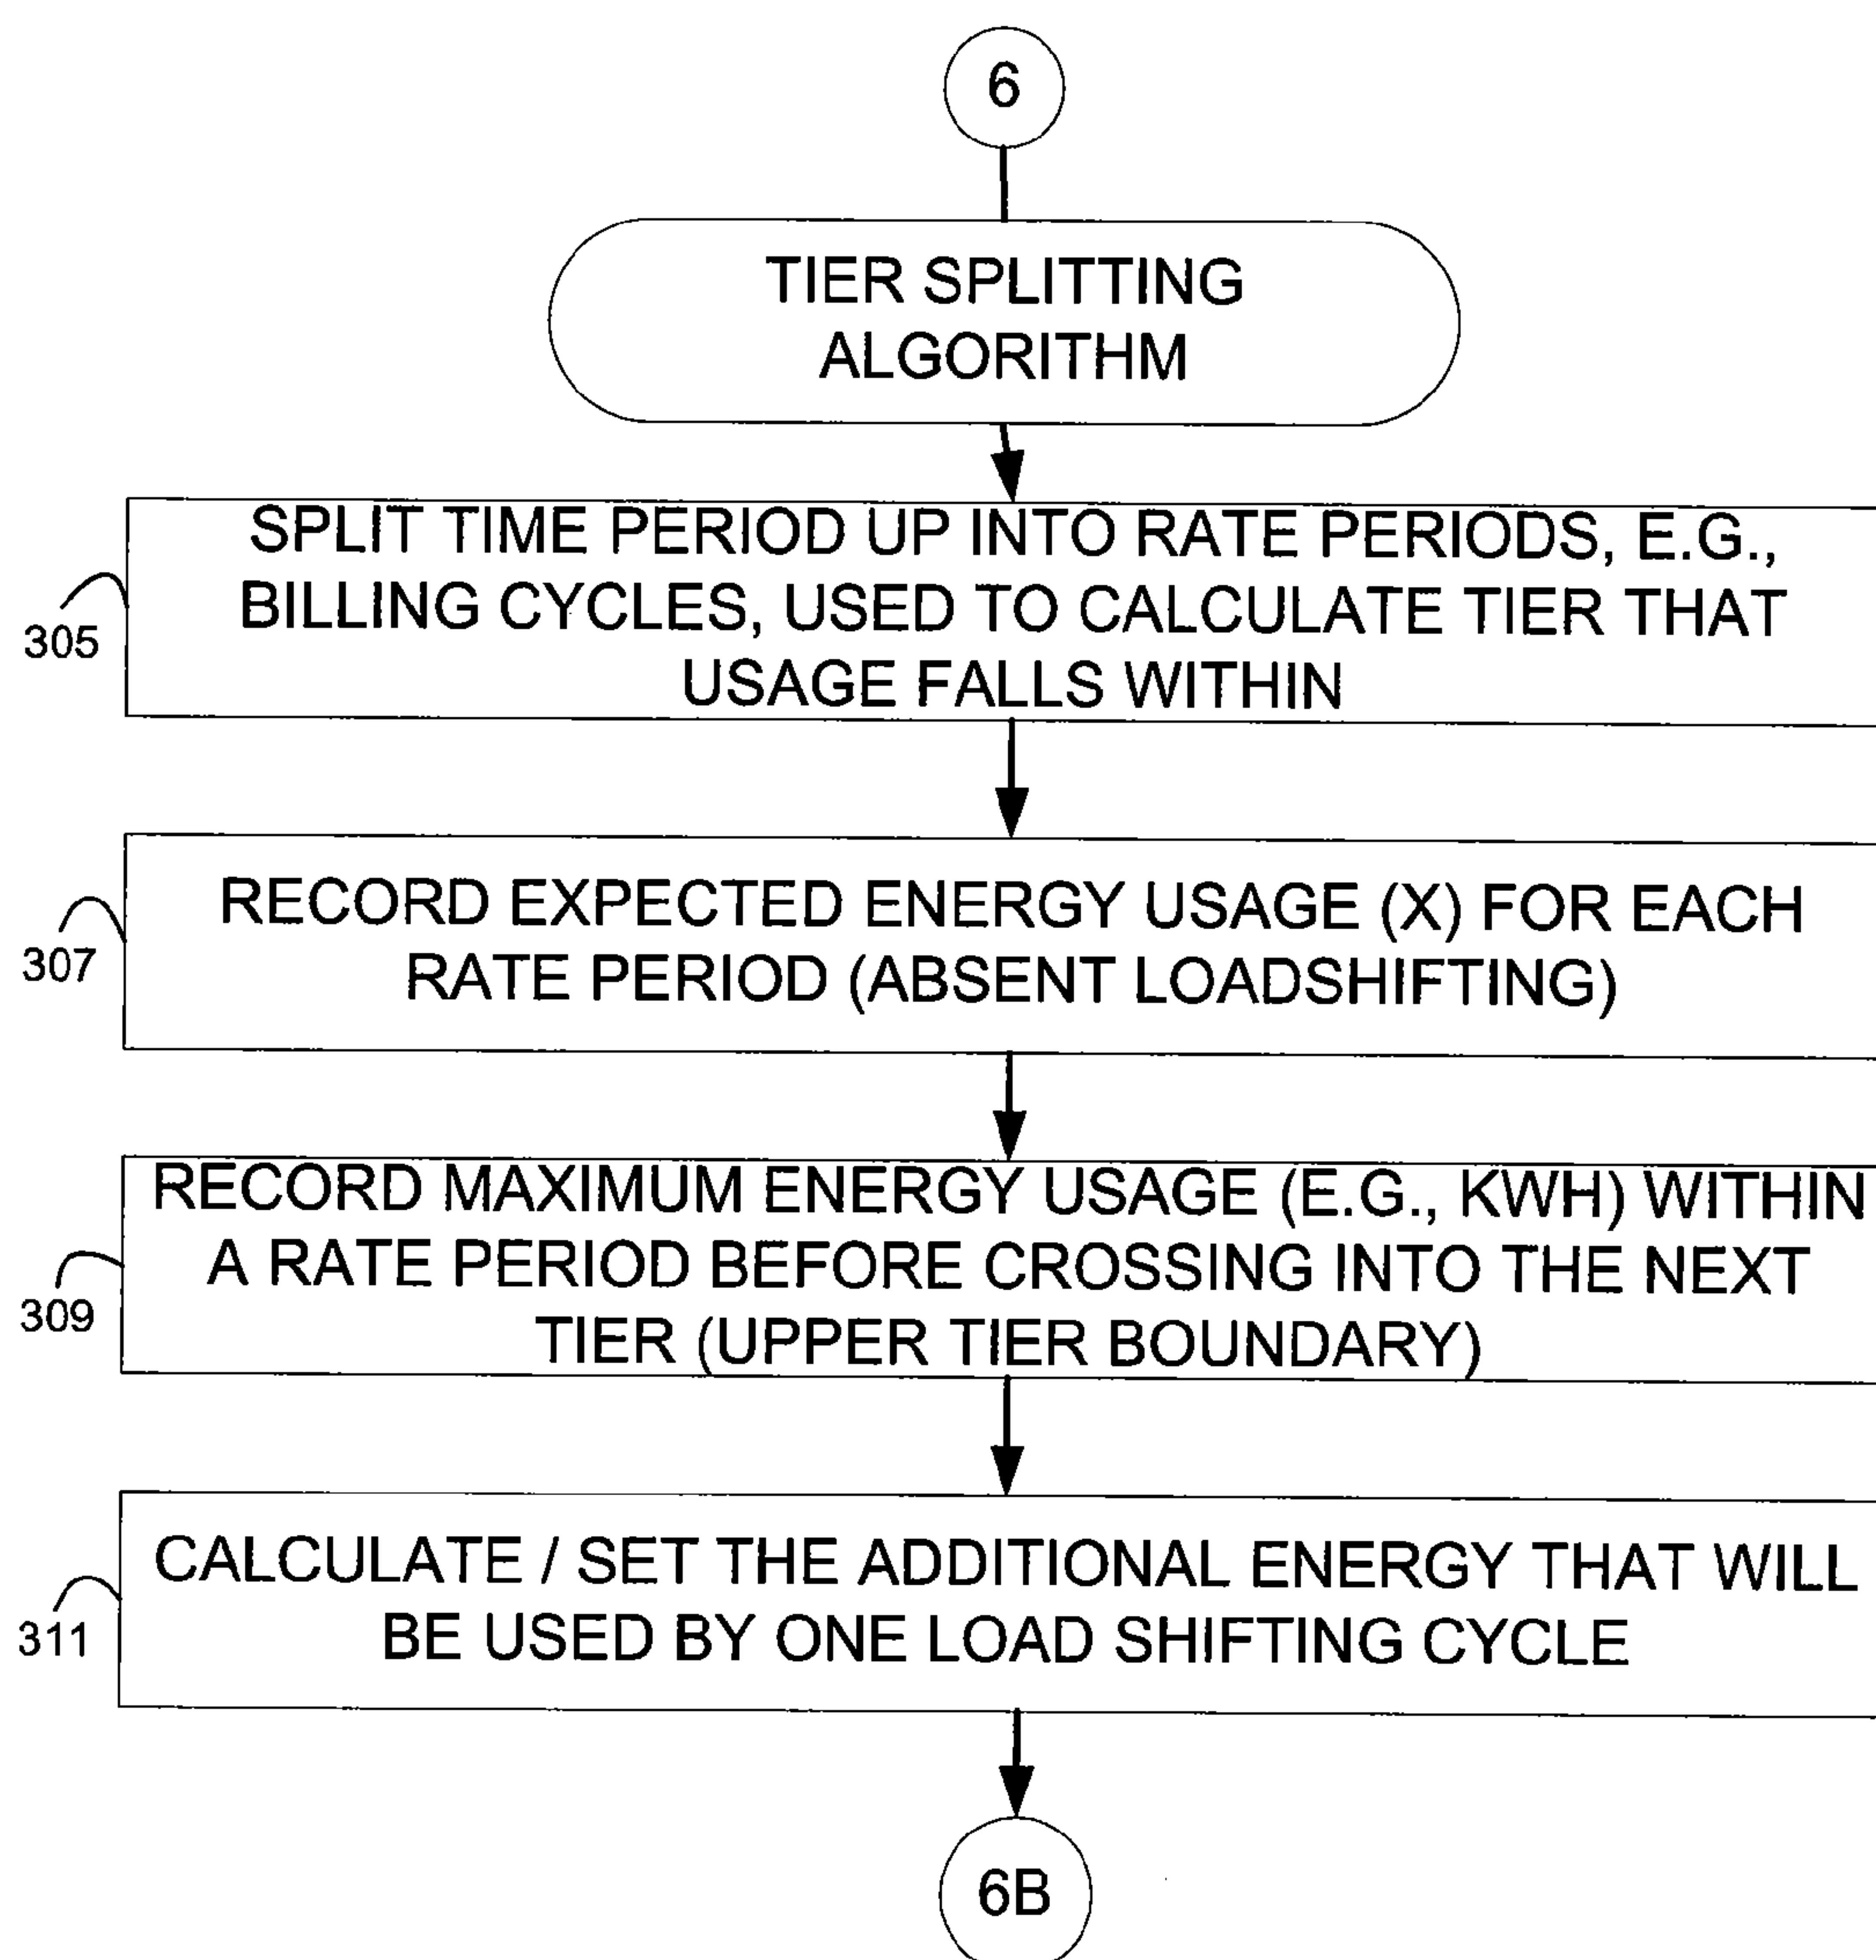 6
TIER SPLITTING
ALGORITHM
SPLIT TIME PERIOD UP INTO RATE PERIODS, E.G.,
BILLING CYCLES, USED TO CALCULATE TIER THAT
USAGE FALLS WITHIN
305
RECORD EXPECTED ENERGY USAGE (X) FOR EACH
RATE PERIOD (ABSENT LOADSHIFTING)
307
RECORD MAXIMUM ENERGY USAGE (E.G., KWH) WITHIN
A RATE PERIOD BEFORE CROSSING INTO THE NEXT
TIER (UPPER TIER BOUNDARY)
309
CALCULATE / SET THE ADDITIONAL ENERGY THAT WILL
BE USED BY ONE LOAD SHIFTING CYCLE
311
6B